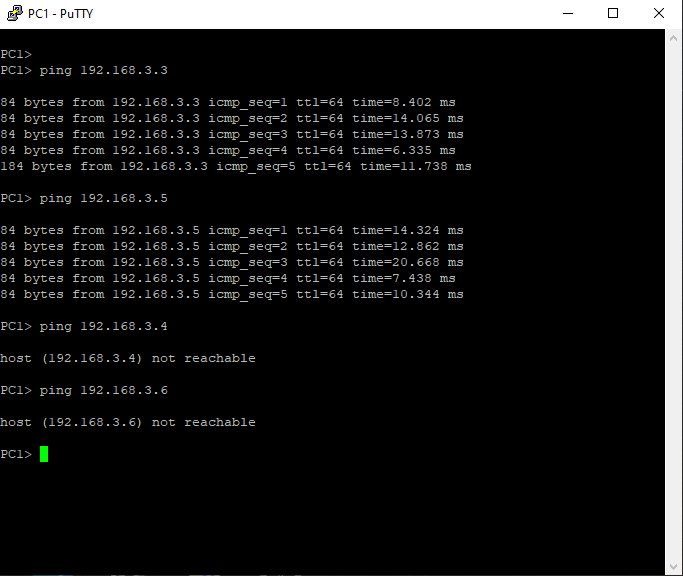 PC1 - PuTTY
PC1>
PC1> ping 192.168.3.3
84 bytes from 192.168.3.3 icmp_seq=1 ttl=64 time=8.402 ms
84 bytes from 192.168.3.3 icmp_seq=2 ttl=64 time=14.065 ms
84 bytes from 192.168.3.3 icmp_seq=3 ttl=64 time=13.873 ms
84 bytes from 192.168.3.3 icmp_seq=4 ttl=64 time=6.335 ms
184 bytes from 192.168.3.3 icmp_seq=5 ttl=64 time=11.738 ms
PC1> ping 192.168.3.5
84 bytes from 192.168.3.5 icmp_seq=1 ttl=64 time=14.324 ms
84 bytes from 192.168.3.5 icmp_seq=2 ttl=64 time=12.862 ms
84 bytes from 192.168.3.5 icmp_seq=3 ttl=64 time=20.668 ms
84 bytes from 192.168.3.5 icmp_seq=4 ttl=64 time=7.438 ms
84 bytes from 192.168.3.5 icmp_seq=5 ttl=64 time=10.344 ms
PC1> ping 192.168.3.4
host (192.168.3.4) not reachable
PC1> ping 192.168.3.6
host (192.168.3.6) not reachable
PC1>